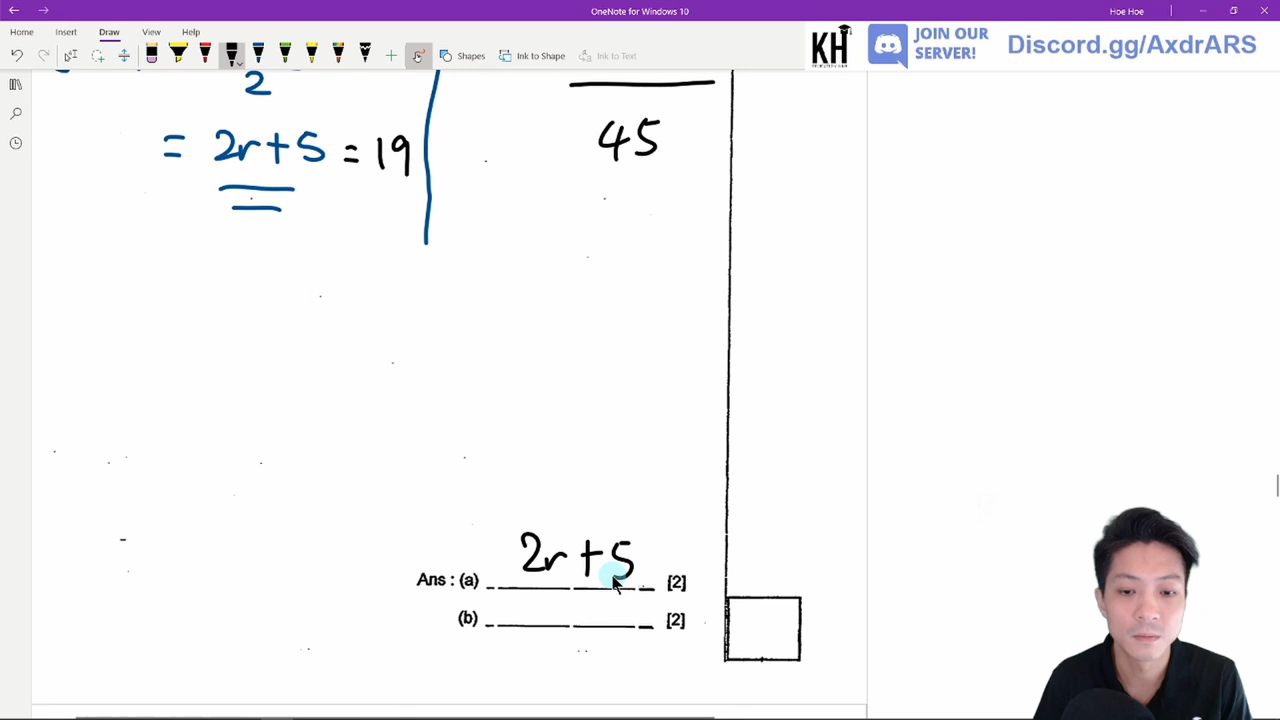 OneNote for Windows 10
Hoe Hoe
Home Insert Draw View Help
Shapes Ink to Shape Ink to Text
KH
JOIN OUR SERVER!
Discord.gg/AxdrARS
2
= 2r+5 = 19
45
2r+5
Ans : (a) [2]
(b) [2]